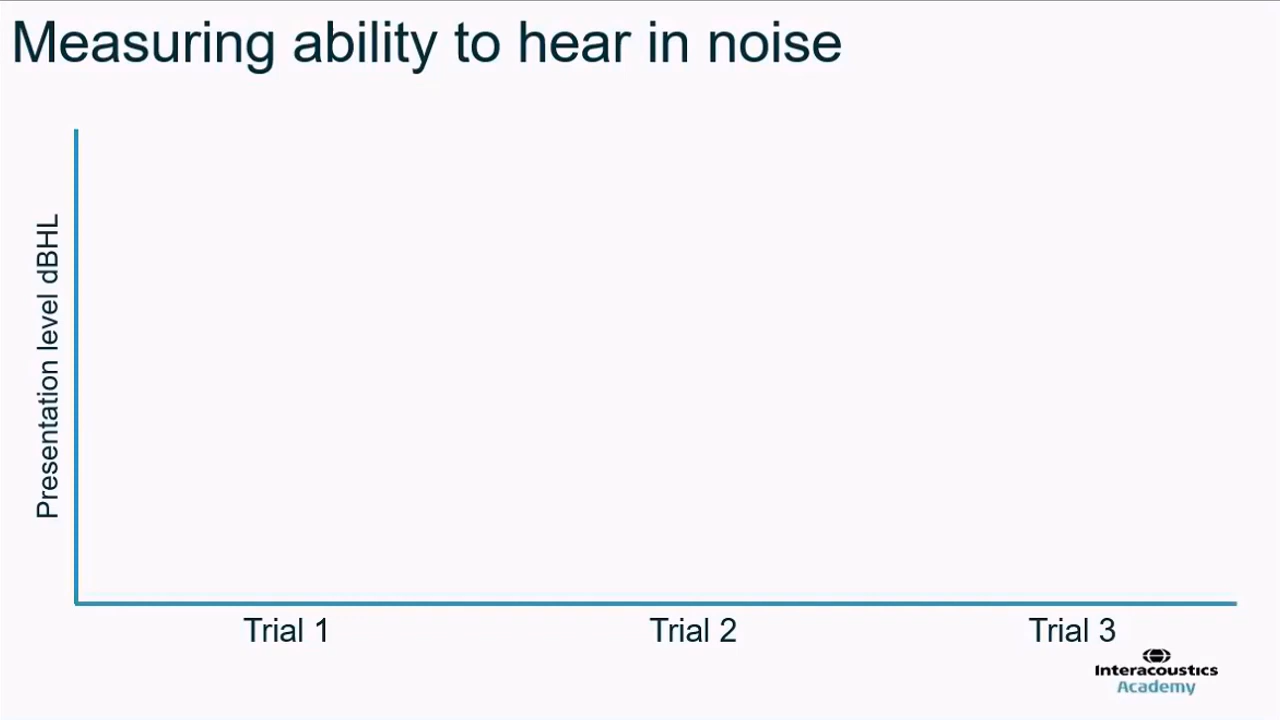 Measuring ability to hear in noise
Presentation level dBHL
Trial 1
Trial 2
Trial 3
Interacoustics
Academy